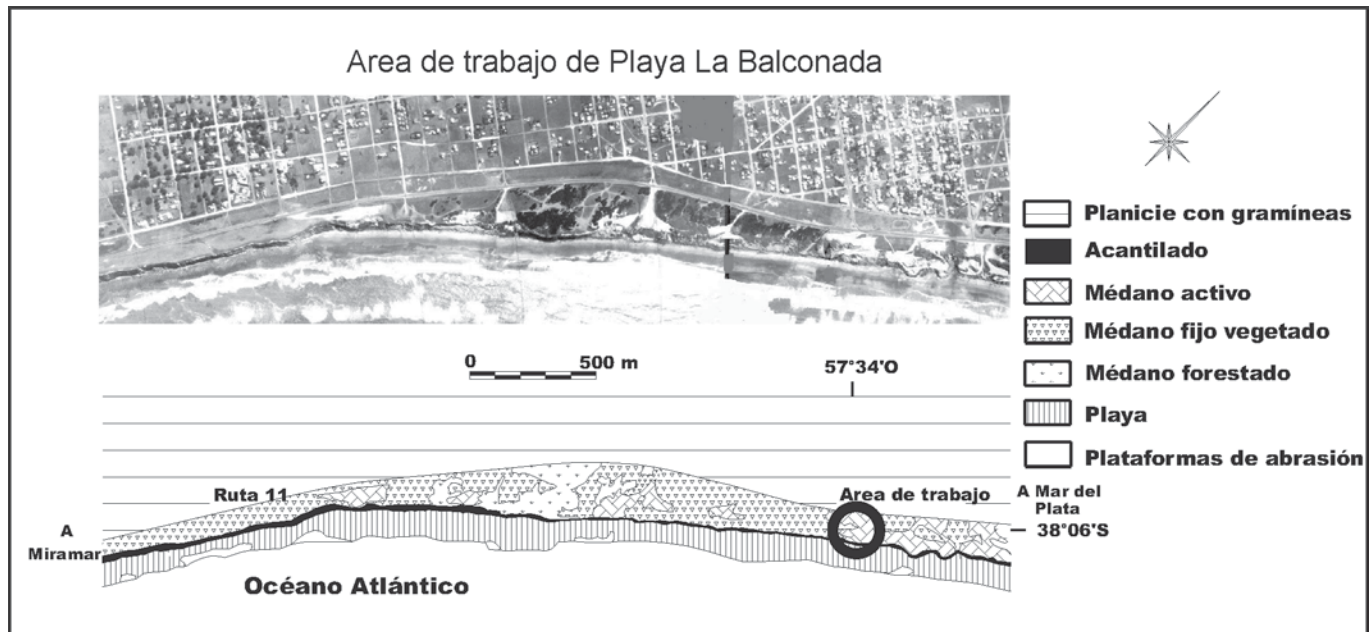 Area de trabajo de Playa La Balconada
Planicie con gramíneas
Acantilado
Médano activo
Médano fijo vegetado
Médano forestado
Playa
Plataformas de abrasión
0 500 m
57°34'O
Ruta 11
Area de trabajo
A Mar del
Plata
38°06'S
A
Miramar
Océano Atlántico